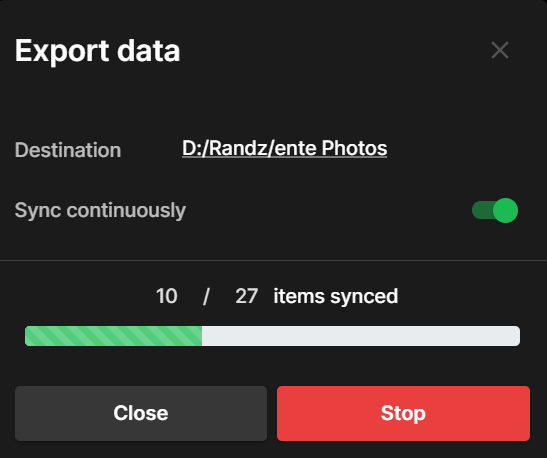 Export data
Destination D:/Randz/ente Photos
Sync continuously
10 / 27 items synced
Close Stop